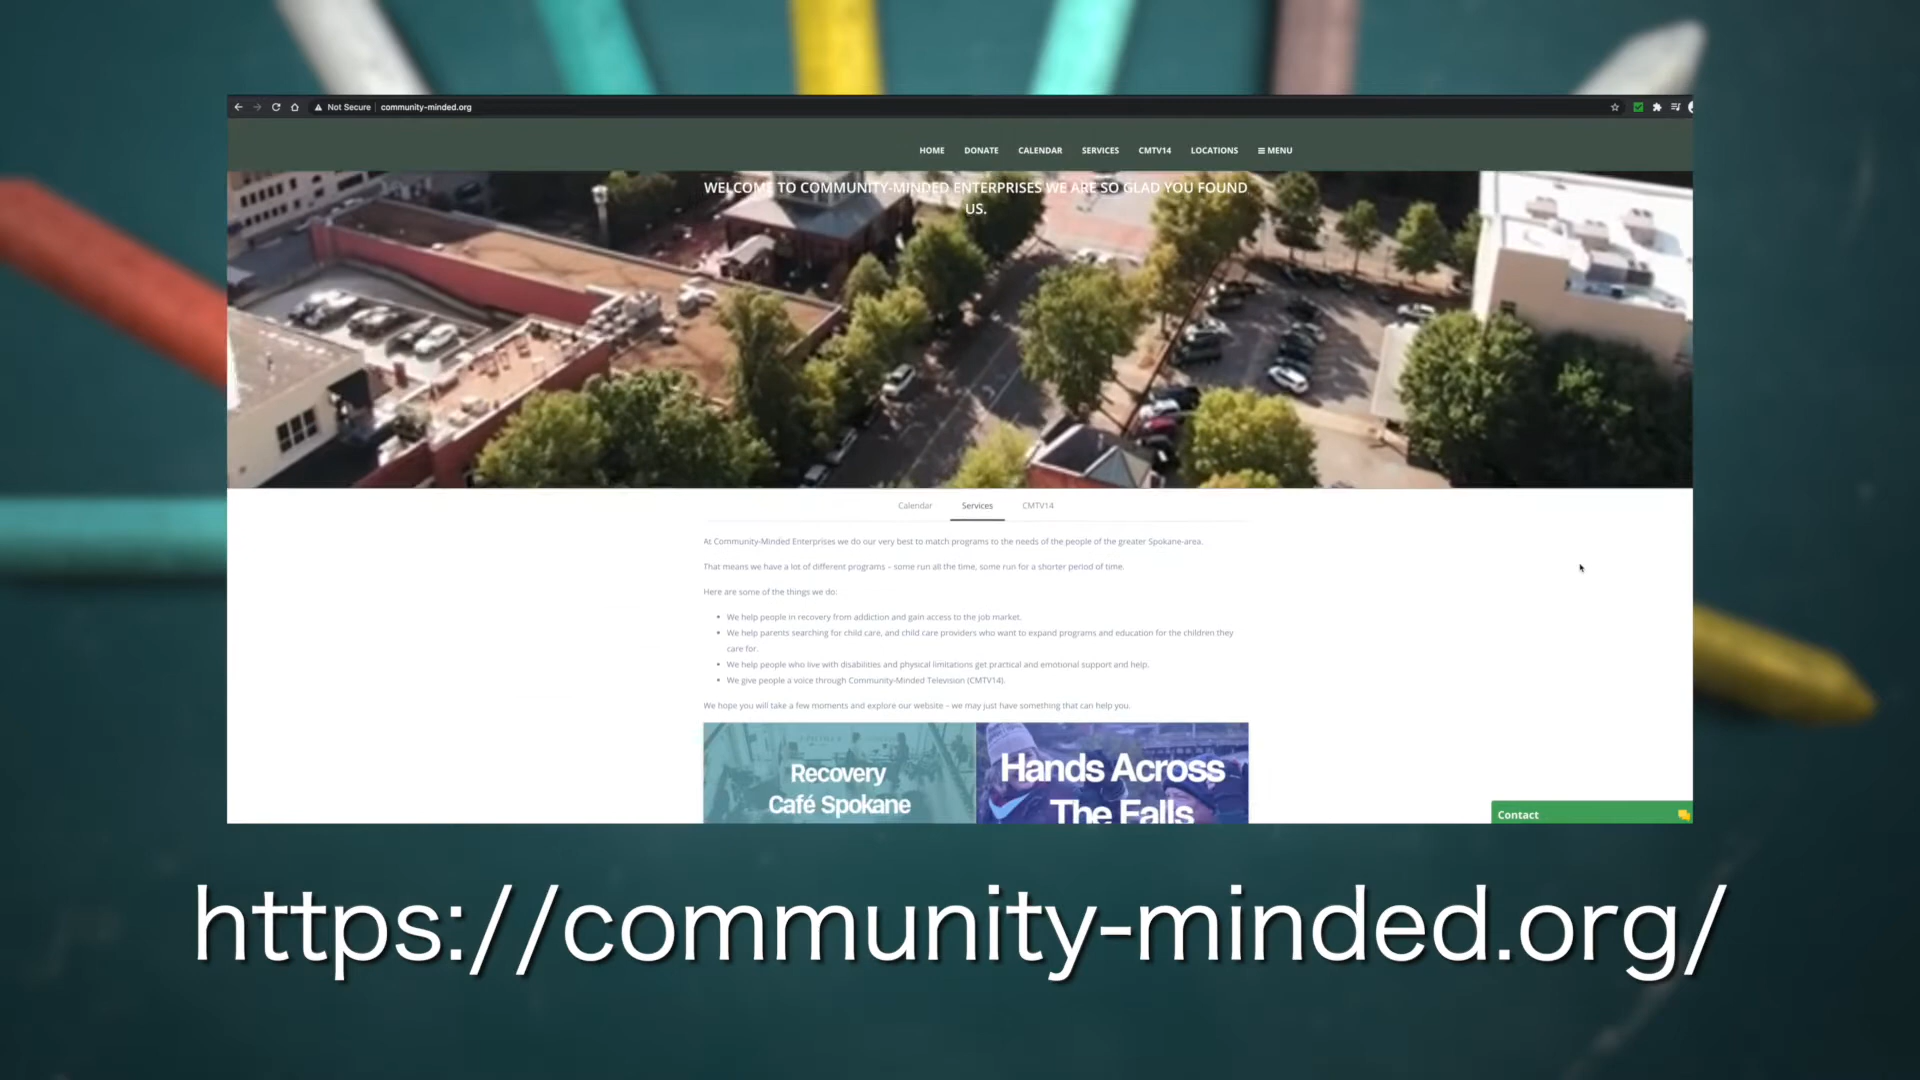 Not Secure | community-minded.org
HOME DONATE CALENDAR SERVICES CMTV14 LOCATIONS MENU
WELCOME TO COMMUNITY-MINDED ENTERPRISES WE ARE SO GLAD YOU FOUND
US.
Calendar Services CMTV14
At Community-Minded Enterprises we do our very best to match programs to the needs of the people of the greater Spokane-area.
That means we have a lot of different programs – some run all the time, some run for a shorter period of time.
Here are some of the things we do:
• We help people in recovery from addiction and gain access to the job market.
• We help parents searching for child care, and child care providers who want to expand programs and education for the children they
care for.
• We help people who live with disabilities and physical limitations get practical and emotional support and help.
• We give people a voice through Community-Minded Television (CMTV14).
We hope you will take a few moments and explore our website – we may just have something that can help you.
Recovery
Café Spokane
Hands Across
The Falls
Contact
https://community-minded.org/